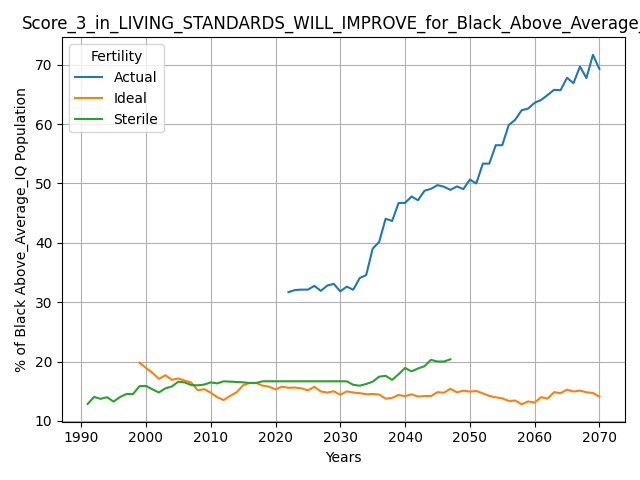 Score_3_in_LIVING_STANDARDS_WILL_IMPROVE_for_Black_Above_Average_
Fertility
Actual
Ideal
Sterile
% of Black Above_Average_IQ Population
70
60
50
40
30
20
10
1990 2000 2010 2020 2030 2040 2050 2060 2070
Years